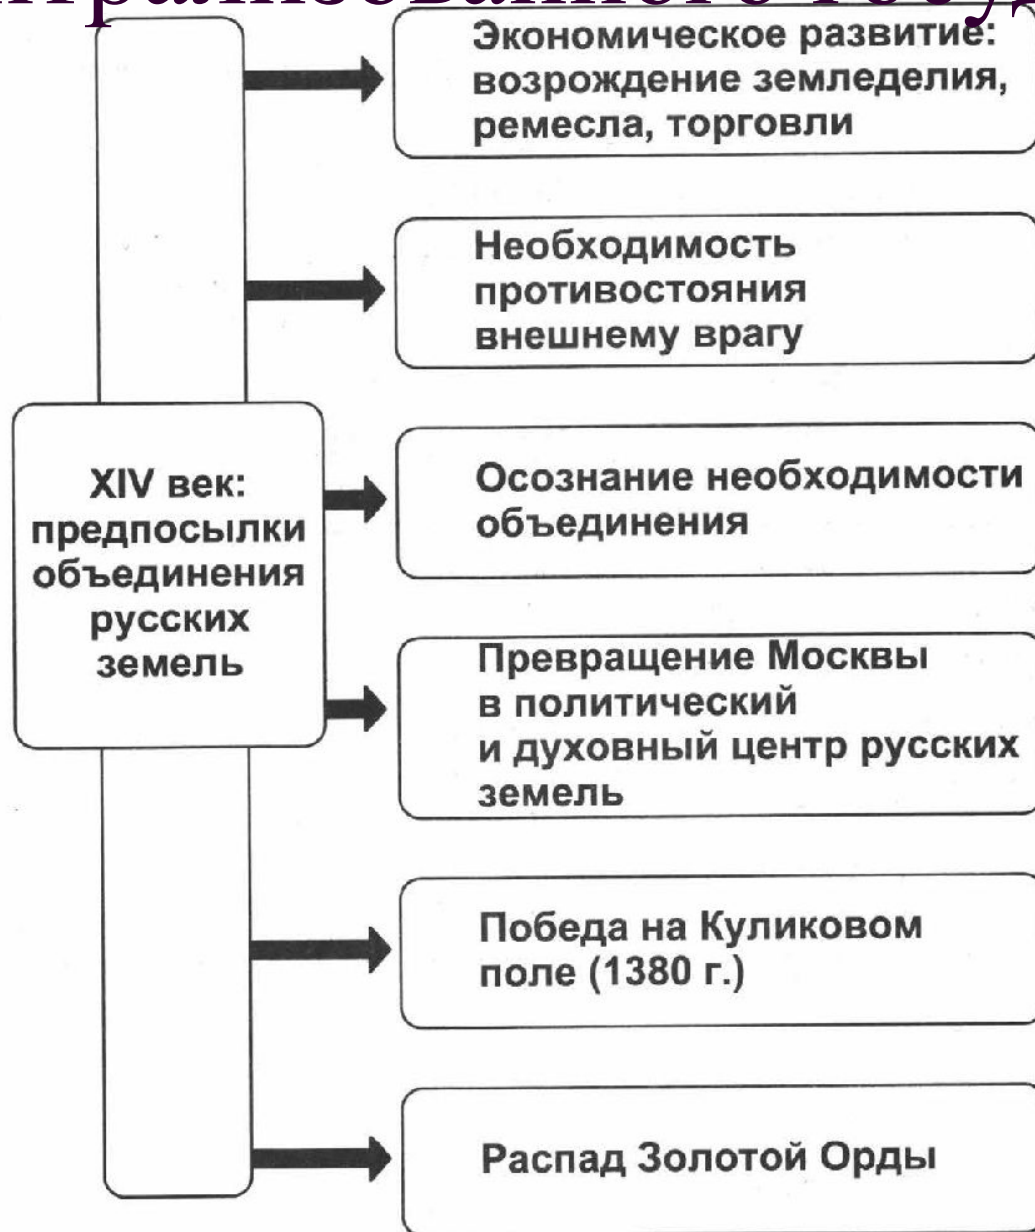 Экономическое развитие:
возрождение земледелия,
ремесла, торговли
Необходимость
противостояния
внешнему врагу
XIV век:
предпосылки
объединения
русских
земель
Осознание необходимости
объединения
Превращение Москвы
в политический
и духовный центр русских
земель
Победа на Куликовом
поле (1380 г.)
Распад Золотой Орды